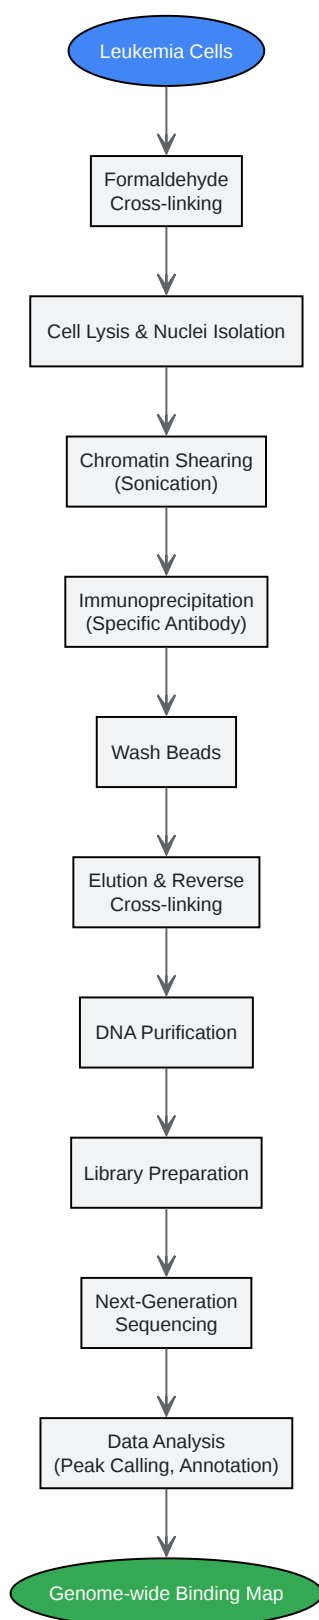 Leukemia Cells
Formaldehyde
Cross-linking
Cell Lysis & Nuclei Isolation
Chromatin Shearing
(Sonication)
Immunoprecipitation
(Specific Antibody)
Wash Beads
Elution & Reverse
Cross-linking
DNA Purification
Library Preparation
Next-Generation
Sequencing
Data Analysis
(Peak Calling, Annotation)
Genome-wide Binding Map